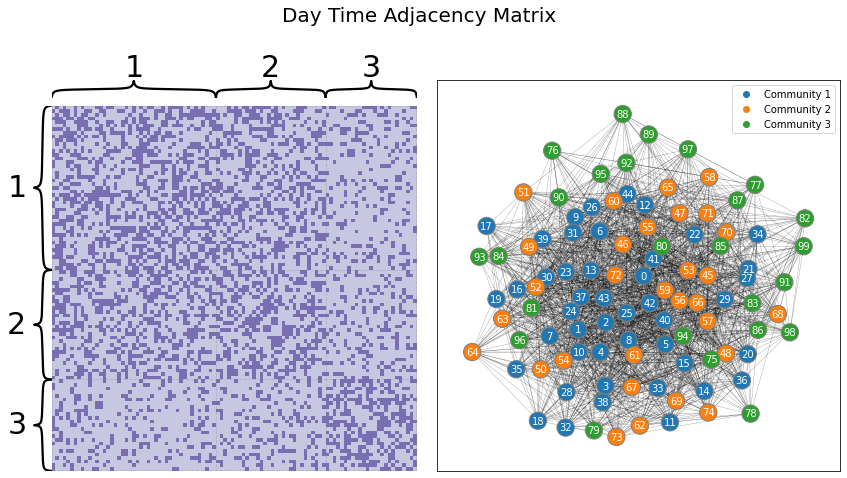 Day Time Adjacency Matrix
1 2 3
1
2
3
Community 1
Community 2
Community 3
88
89
76 97
92
95
58 77
65
51 44 90 87
60 12
26 47 71 82
9
17 55 70 34
31 6 22
39 46 80 85 99
49
93 84 41
23 13 0 53 21
30 72 45 27 91
16 52
19 37 43 59 56 66 29 83
81 24 25 42 68
63 2 40 57
1 86 98
7 94
96 8 5
64 10 4 61 48 20
54 75
35 50 15
36
3 67 33 14
28
38 69
74 78
18 11
32 79 62
73